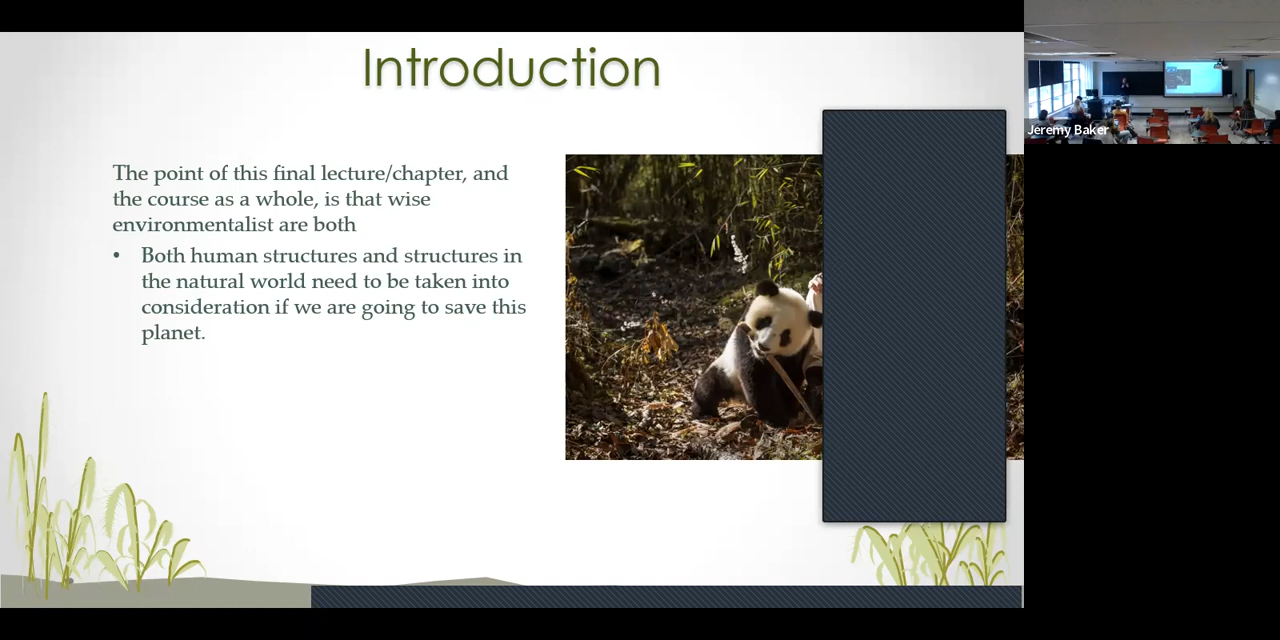 Introduction
The point of this final lecture/chapter, and
the course as a whole, is that wise
environmentalist are both
• Both human structures and structures in
the natural world need to be taken into
consideration if we are going to save this
planet.
Jeremy Baker